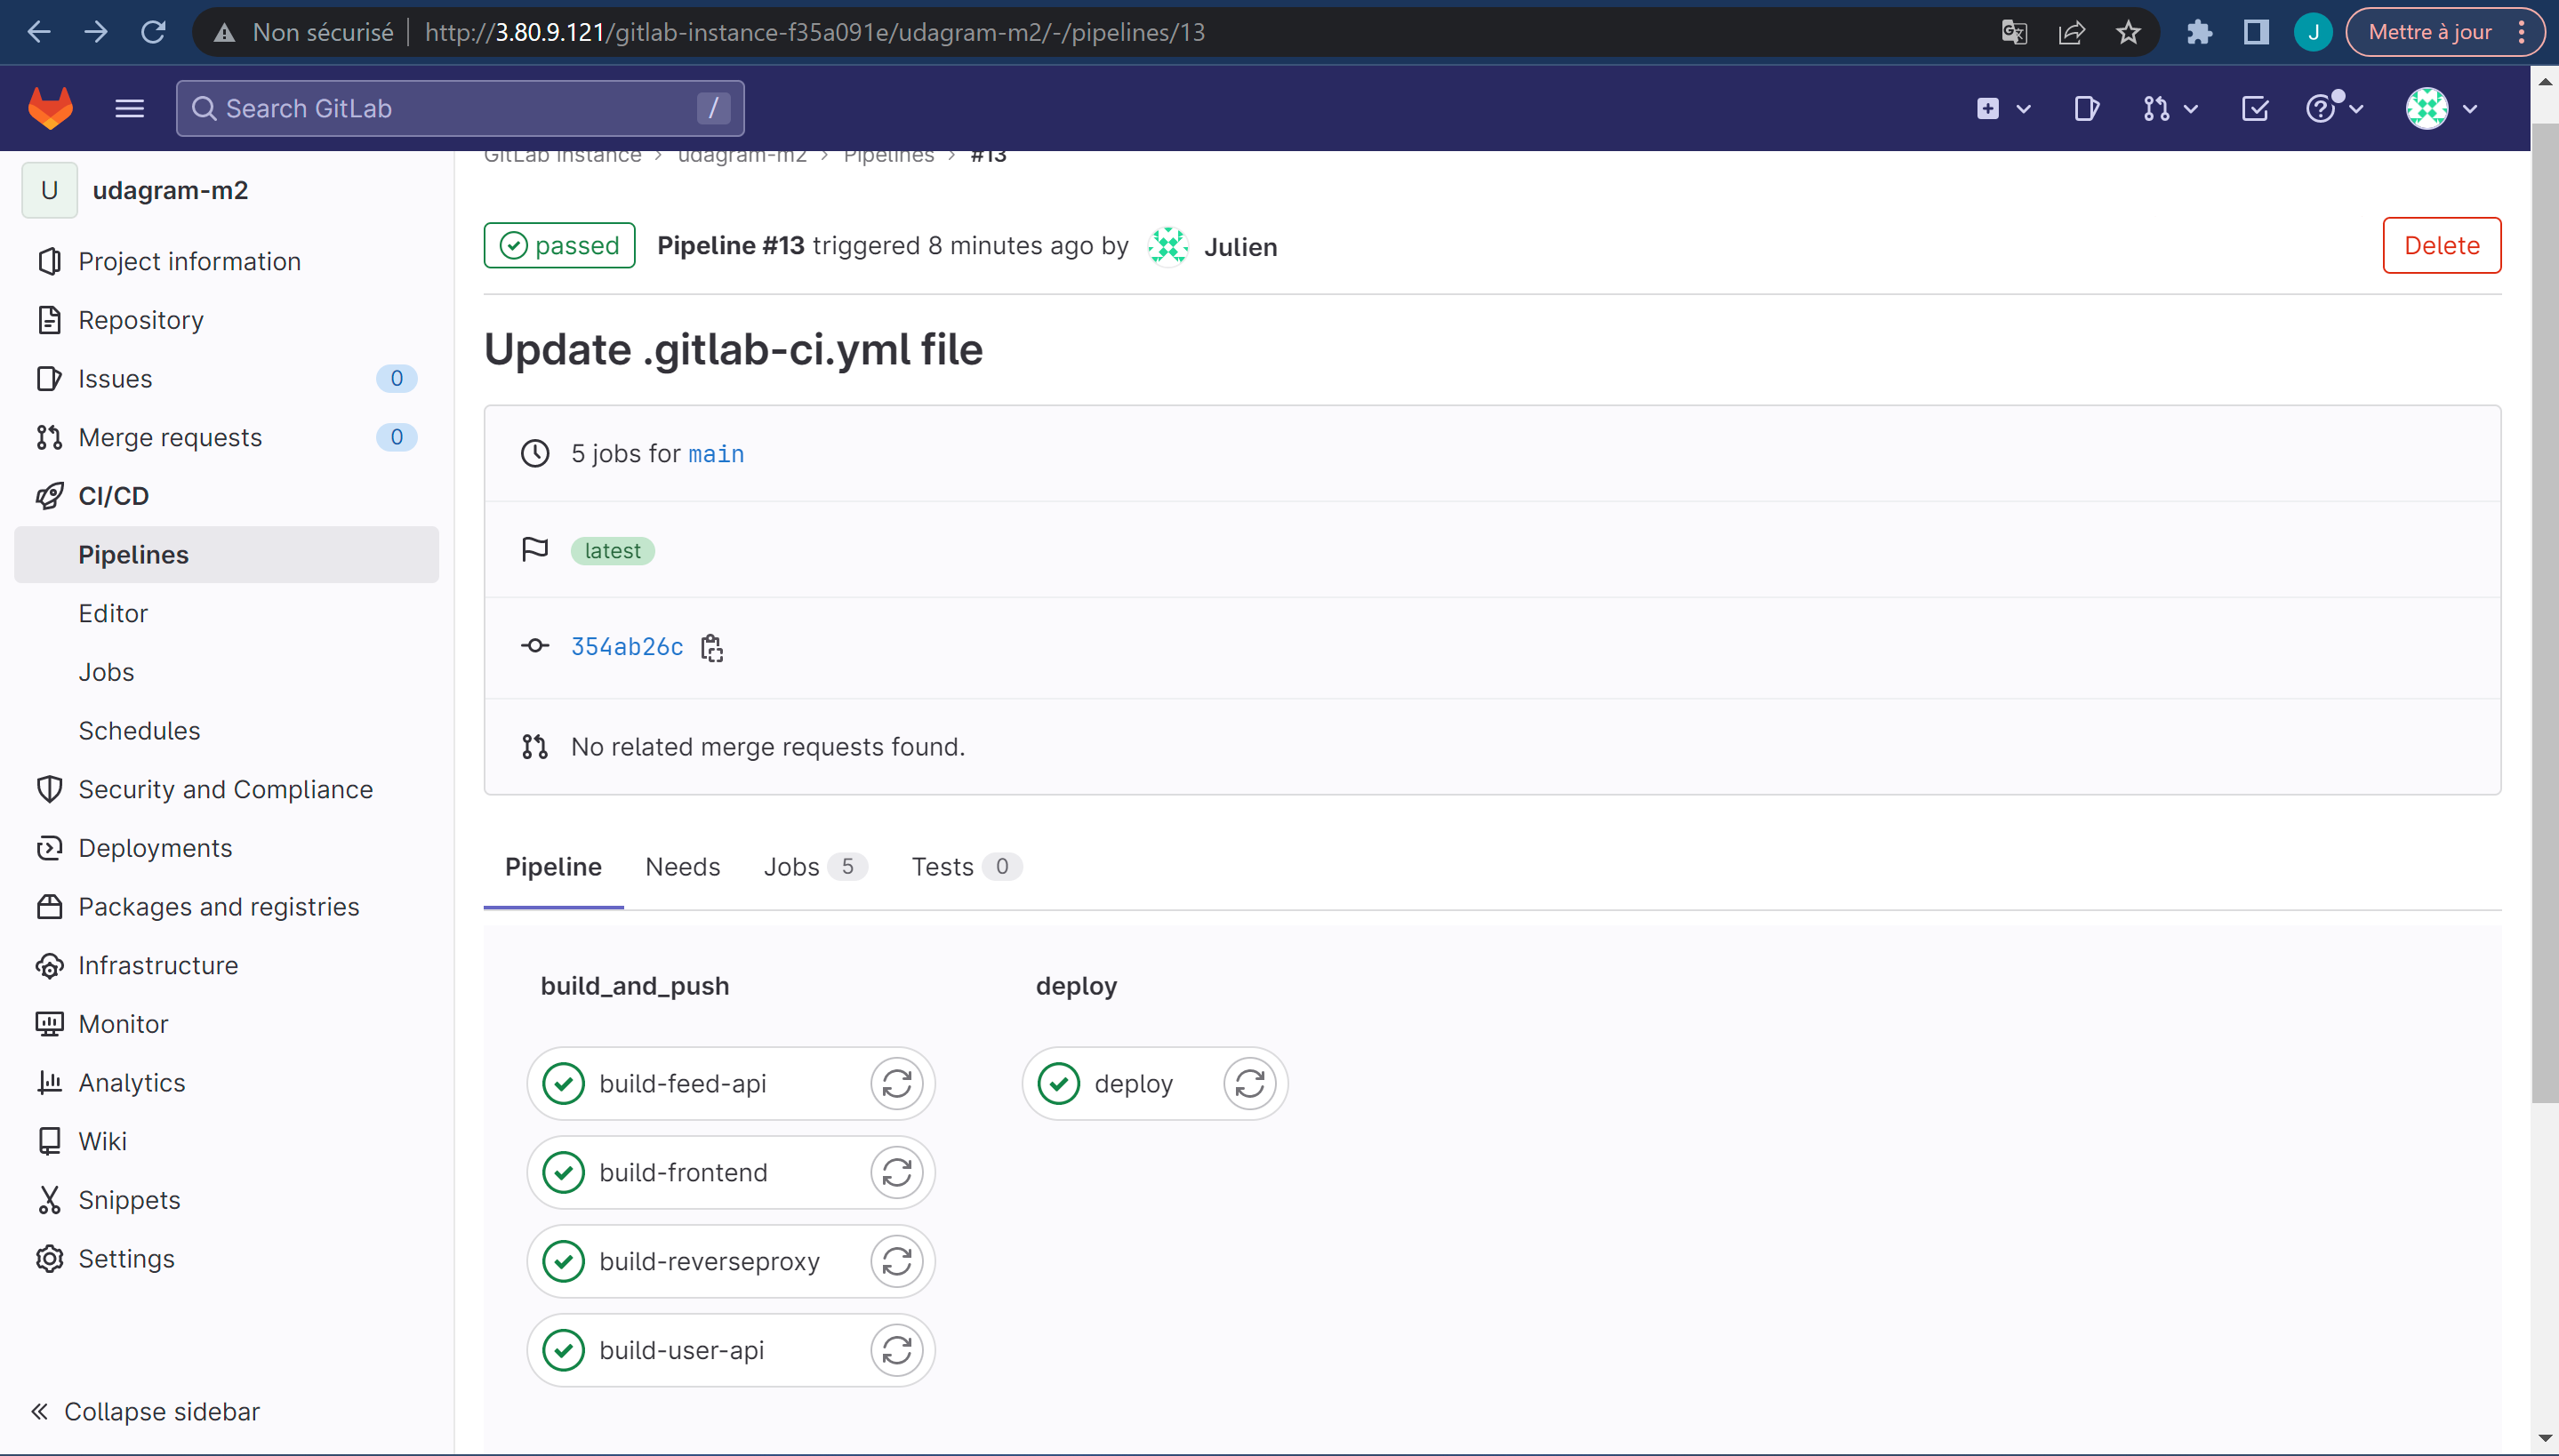 Non sécurisé | http://3.80.9.121/gitlab-instance-f35a091e/udagram-m2/-/pipelines/13
J
Mettre à jour
Search GitLab
/
GitLab Instance > udagram-m2 > Pipelines > #13
U udagram-m2
Project information
Repository
Issues 0
Merge requests 0
CI/CD
Pipelines
Editor
Jobs
Schedules
Security and Compliance
Deployments
Packages and registries
Infrastructure
Monitor
Analytics
Wiki
Snippets
Settings
Collapse sidebar
passed Pipeline #13 triggered 8 minutes ago by Julien
Delete
Update .gitlab-ci.yml file
5 jobs for main
latest
354ab26c
No related merge requests found.
Pipeline Needs Jobs 5 Tests 0
build_and_push
build-feed-api
build-frontend
build-reverseproxy
build-user-api
deploy
deploy